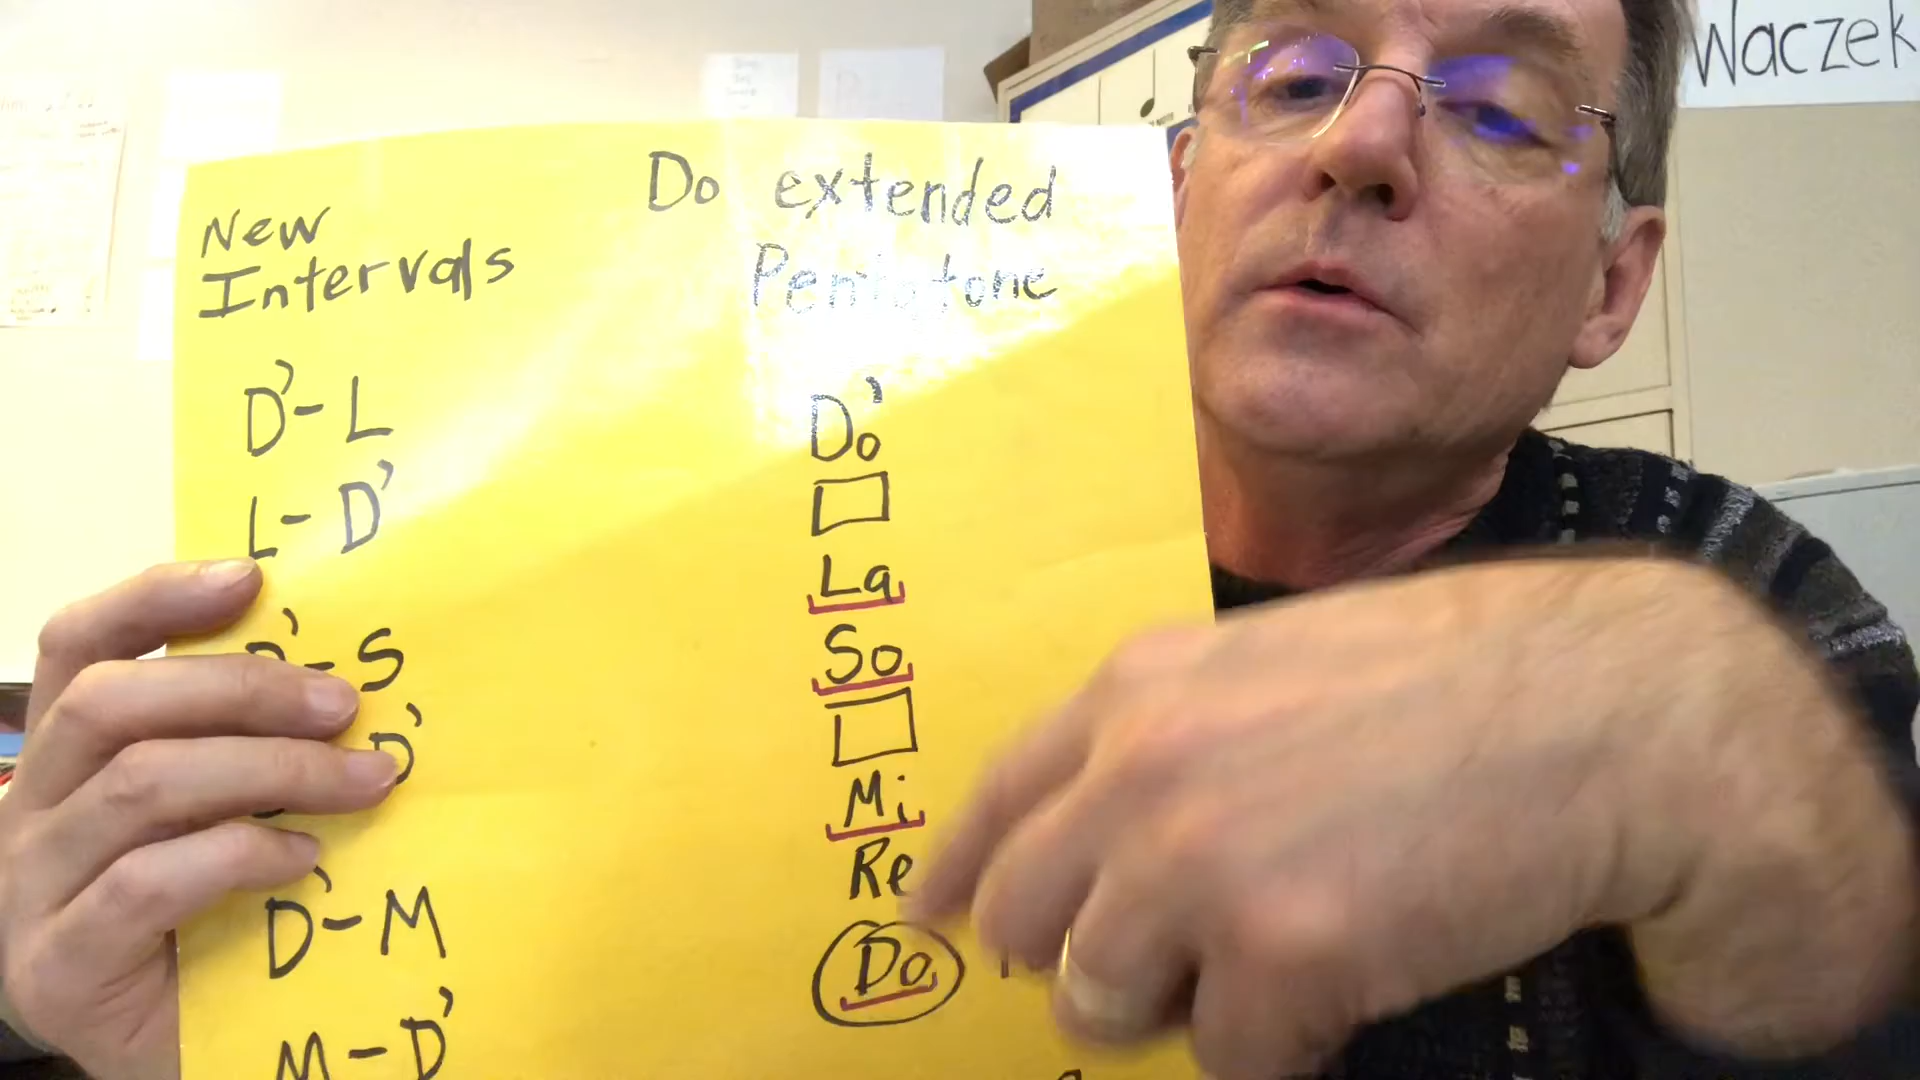 Waczek
Do extended
Pentatone
New
Intervals
D'- L
L- D'
D'- S
D'
D'- M
M - D'
Do'
La
So
Mi
Re
Do